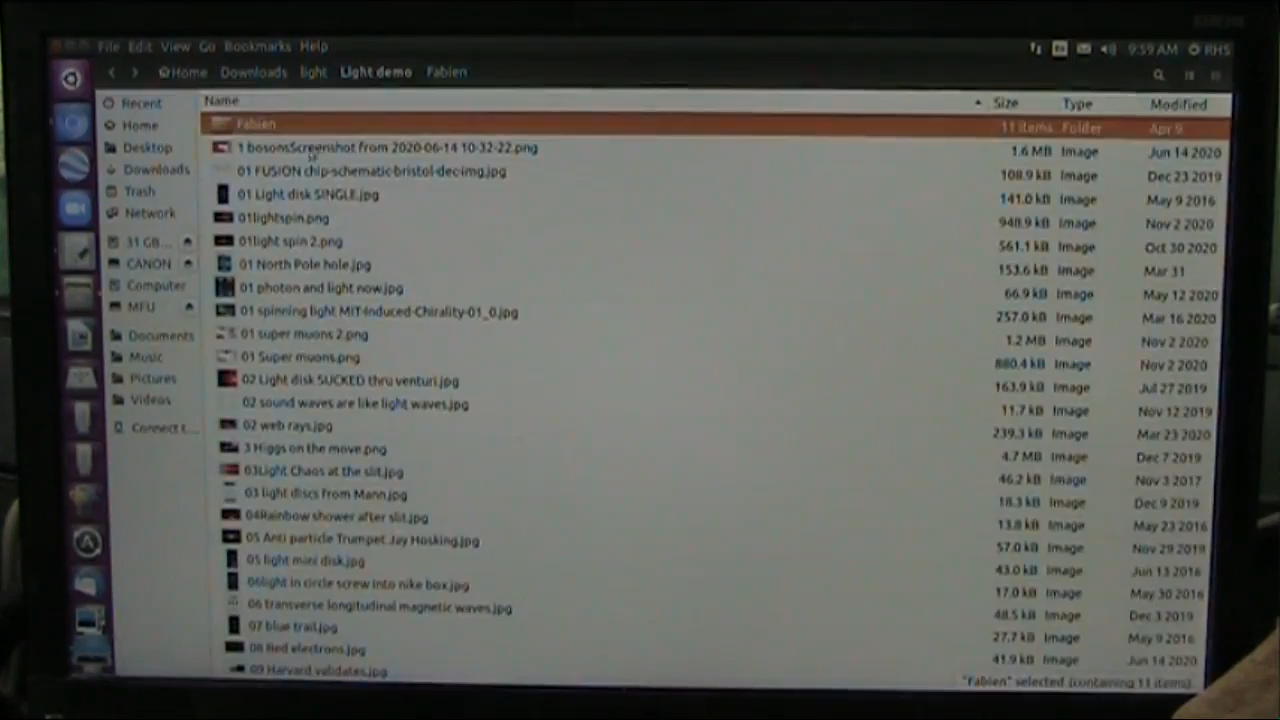 File Edit View Go Bookmarks Help
9:59 AM RHS
Home Downloads light Light demo Fabien
Name Size Type Modified
Recent
Home
Desktop
Downloads
Trash
Network
31 GB...
CANON
Computer
MFU
Documents
Music
Pictures
Videos
Connect t...
Fabien 11 items Folder Apr 9
1 bosonsScreenshot from 2020-06-14 10-32-22.png 1.6 MB Image Jun 14 2020
01 FUSION chip-schematic-bristol-dec-img.jpg 108.9 kB Image Dec 23 2019
01 Light disk SINGLE.jpg 141.0 kB Image May 9 2016
01lightspin.png 948.9 kB Image Nov 2 2020
01light spin 2.png 561.1 kB Image Oct 30 2020
01 North Pole hole.jpg 153.6 kB Image Mar 31
01 photon and light now.jpg 66.9 kB Image May 12 2020
01 spinning light MIT-Induced-Chirality-01_0.jpg 257.0 kB Image Mar 16 2020
01 super muons 2.png 1.2 MB Image Nov 2 2020
01 Super muons.png 880.4 kB Image Nov 2 2020
02 Light disk SUCKED thru venturi.jpg 163.9 kB Image Jul 27 2019
02 sound waves are like light waves.jpg 11.7 kB Image Nov 12 2019
02 web rays.jpg 239.3 kB Image Mar 23 2020
3 Higgs on the move.png 4.7 MB Image Dec 7 2019
03Light Chaos at the slit.jpg 46.2 kB Image Nov 3 2017
03 light discs from Mann.jpg 18.3 kB Image Dec 9 2019
04Rainbow shower after slit.jpg 13.8 kB Image May 23 2016
05 Anti particle Trumpet Jay Hosking.jpg 57.0 kB Image Nov 29 2019
05 light mini disk.jpg 43.0 kB Image Jun 13 2016
06light in circle screw into nike box.jpg 17.0 kB Image May 30 2016
06 transverse longitudinal magnetic waves.jpg 48.5 kB Image Dec 3 2019
07 blue trail.jpg 27.7 kB Image May 9 2016
08 Red electrons.jpg 41.9 kB Image Jun 14 2020
09 Harvard validates.jpg
"Fabien" selected (containing 11 items)